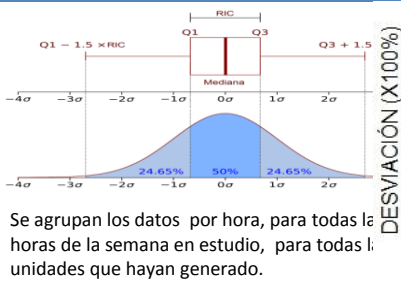 RIC
Q1 Q3
Q1 − 1.5 ×RIC
Q3 + 1.5
Mediana
−4σ −3σ −2σ −1σ 0σ 1σ 2σ
24.65% 50% 24.65%
−4σ −3σ −2σ −1σ 0σ 1σ 2σ
DESVIACIÓN (X100%)
Se agrupan los datos por hora, para todas
horas de la semana en estudio, para todas
unidades que hayan generado.